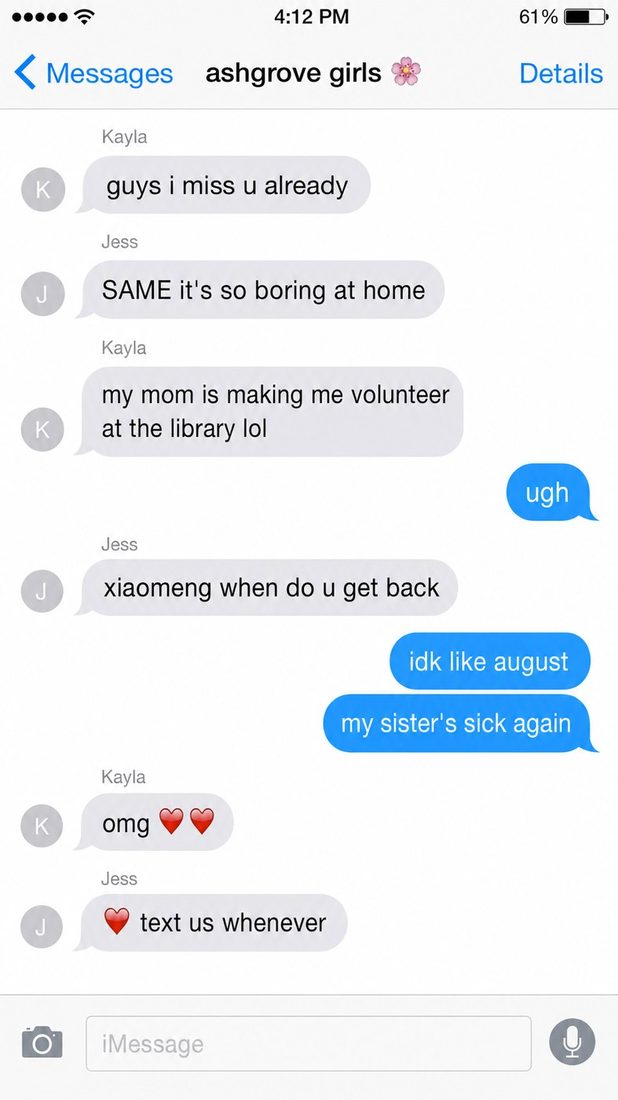 4:12 PM 61%
Messages ashgrove girls 🌸 Details
Kayla
K guys i miss u already
Jess
J SAME it's so boring at home
Kayla
my mom is making me volunteer
K at the library lol
ugh
Jess
J xiaomeng when do u get back
idk like august
my sister's sick again
Kayla
K omg ❤️❤️
Jess
J ❤️ text us whenever
iMessage